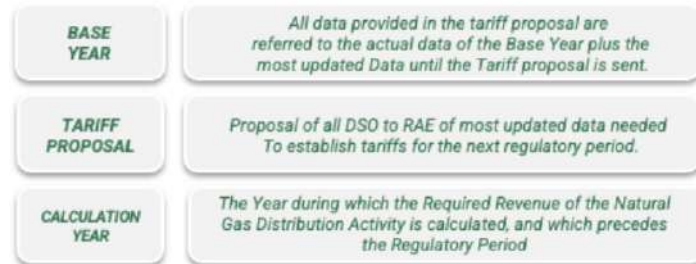 BASE
YEAR
All data provided in the tariff proposal are
referred to the actual data of the Base Year plus the
most updated Data until the Tariff proposal is sent.
TARIFF
PROPOSAL
Proposal of all DSO to RAE of most updated data needed
To establish tariffs for the next regulatory period.
CALCULATION
YEAR
The Year during which the Required Revenue of the Natural
Gas Distribution Activity is calculated, and which precedes
the Regulatory Period